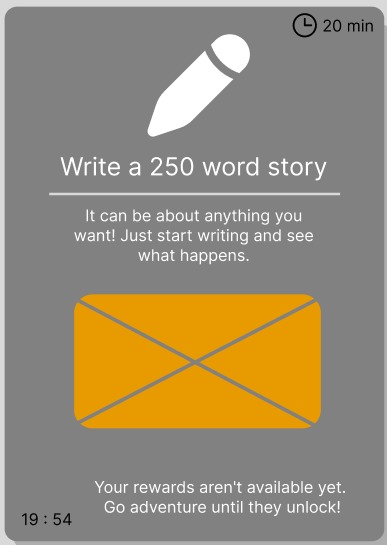 20 min
Write a 250 word story
It can be about anything you
want! Just start writing and see
what happens.
Your rewards aren't available yet.
Go adventure until they unlock!
19 : 54